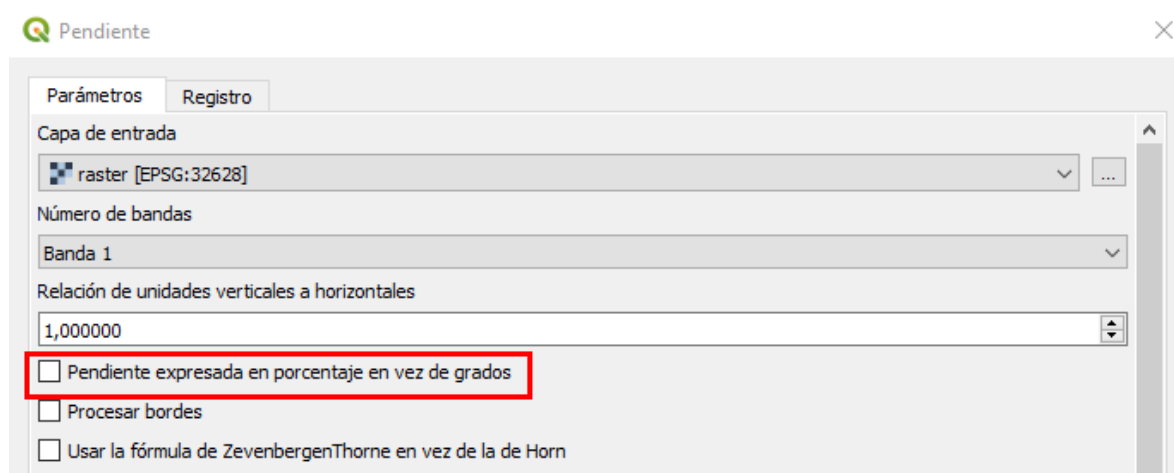 Pendiente
Parámetros Registro
Capa de entrada
raster [EPSG:32628]
...
Número de bandas
Banda 1
Relación de unidades verticales a horizontales
1,000000
Pendiente expresada en porcentaje en vez de grados
Procesar bordes
Usar la fórmula de ZevenbergenThorne en vez de la de Horn